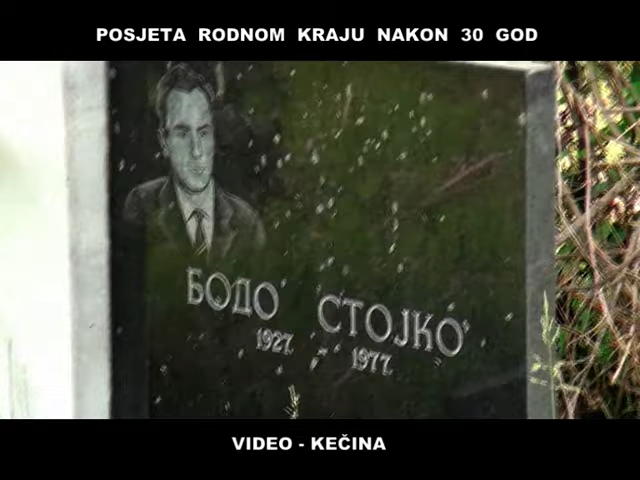 POSJETA RODNOM KRAJU NAKON 30 GOD
БОДО СТОЈКО
1927. - 1977.
VIDEO - KEČINA